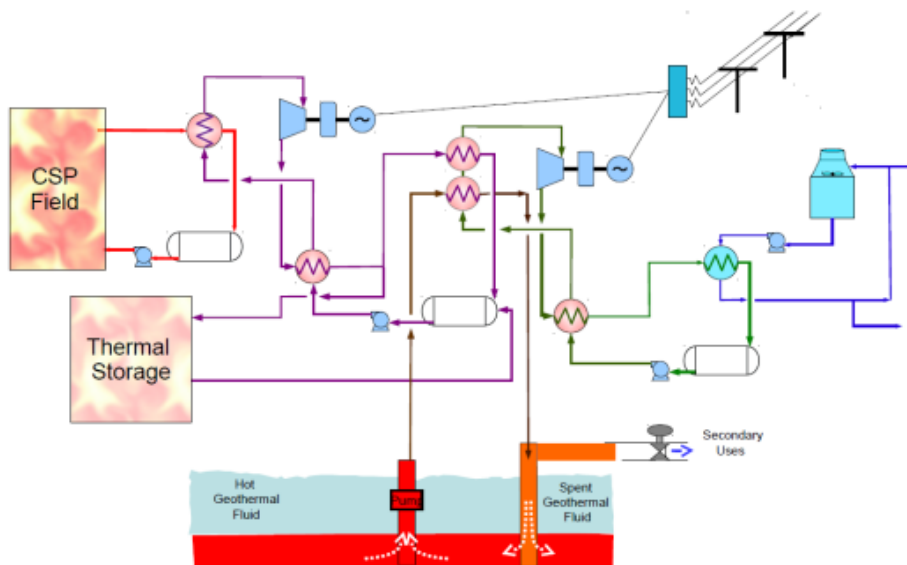 CSP
Field
Thermal
Storage
Pump
Hot
Geothermal
Fluid
Spent
Geothermal
Fluid
Secondary
Uses